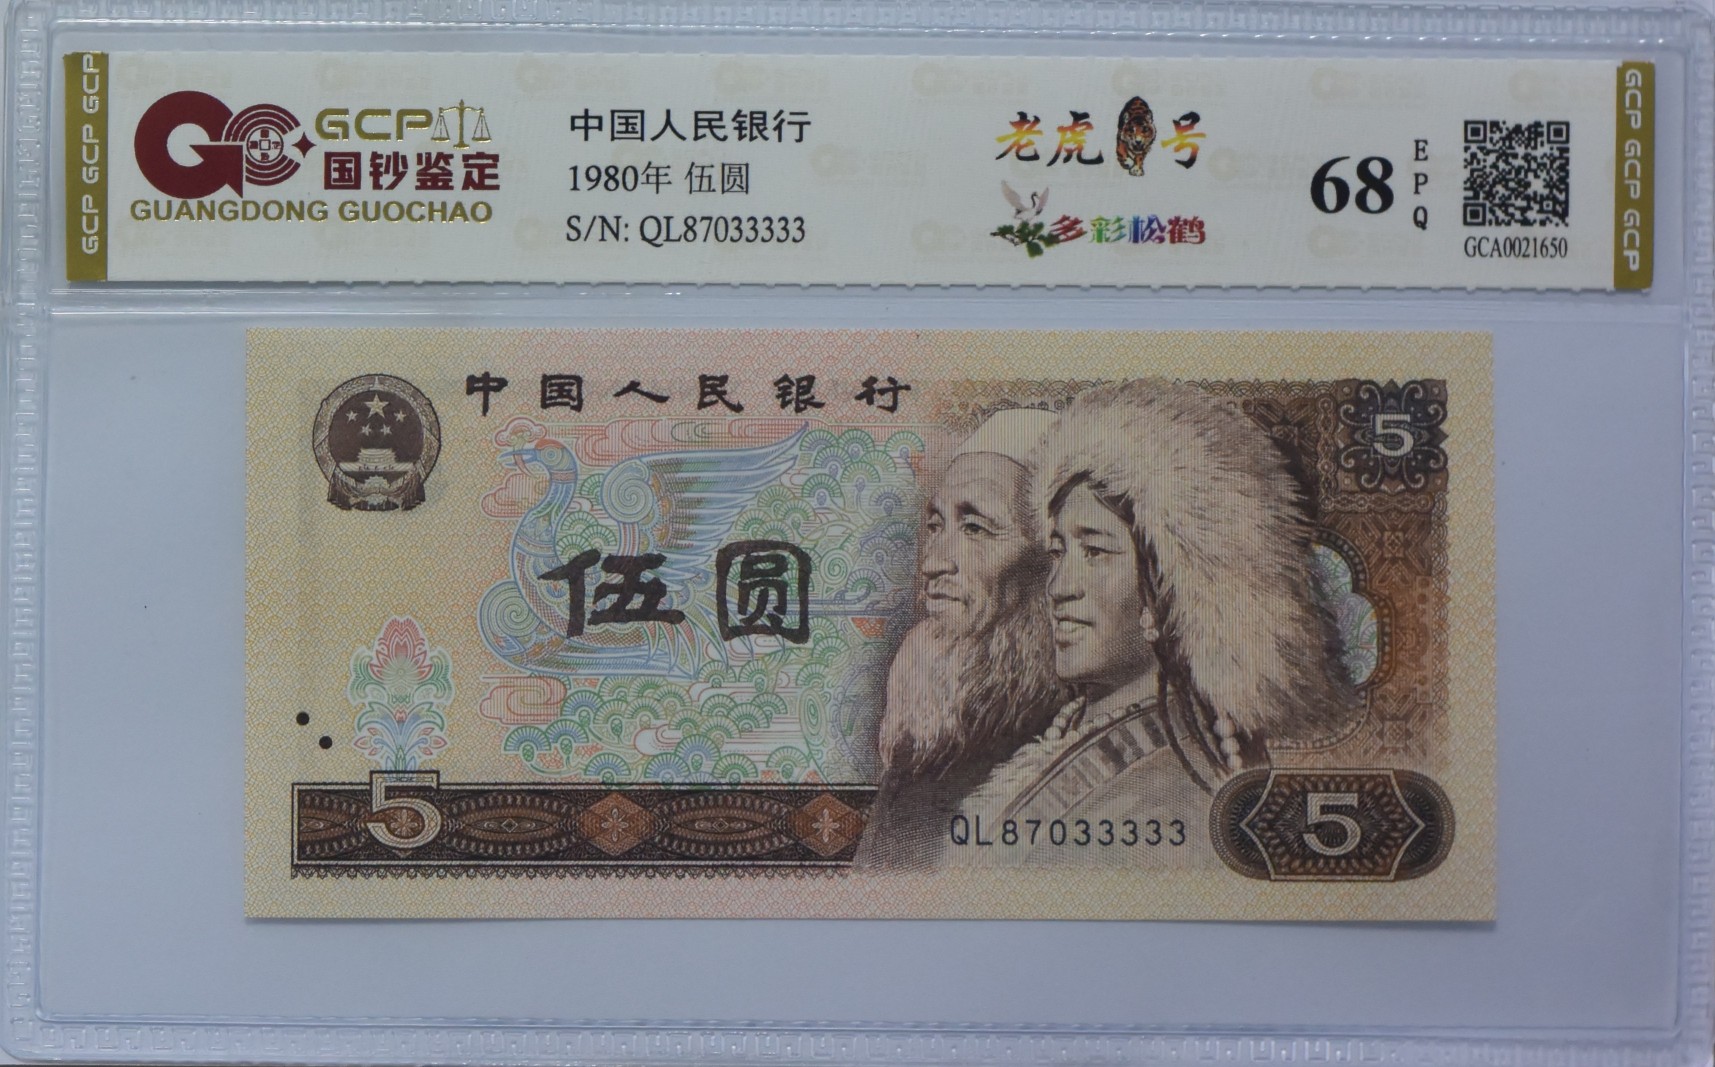 GCP GCP GCP
GCP
国钞鉴定
GUANGDONG GUOCHAO
中国人民银行
1980年 伍圆
S/N: QL87033333
老虎号
多彩松鹤
68
EPQ
GCA0021650
GCP GCP GCP
中国人民银行
5
伍圆
5
QL87033333
5